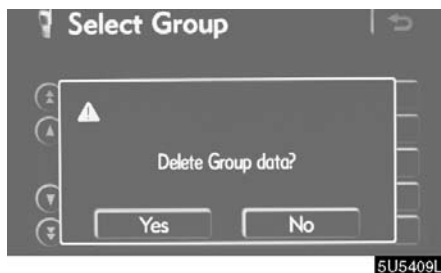 Select Group
Delete Group data?
Yes
No
5U5409L